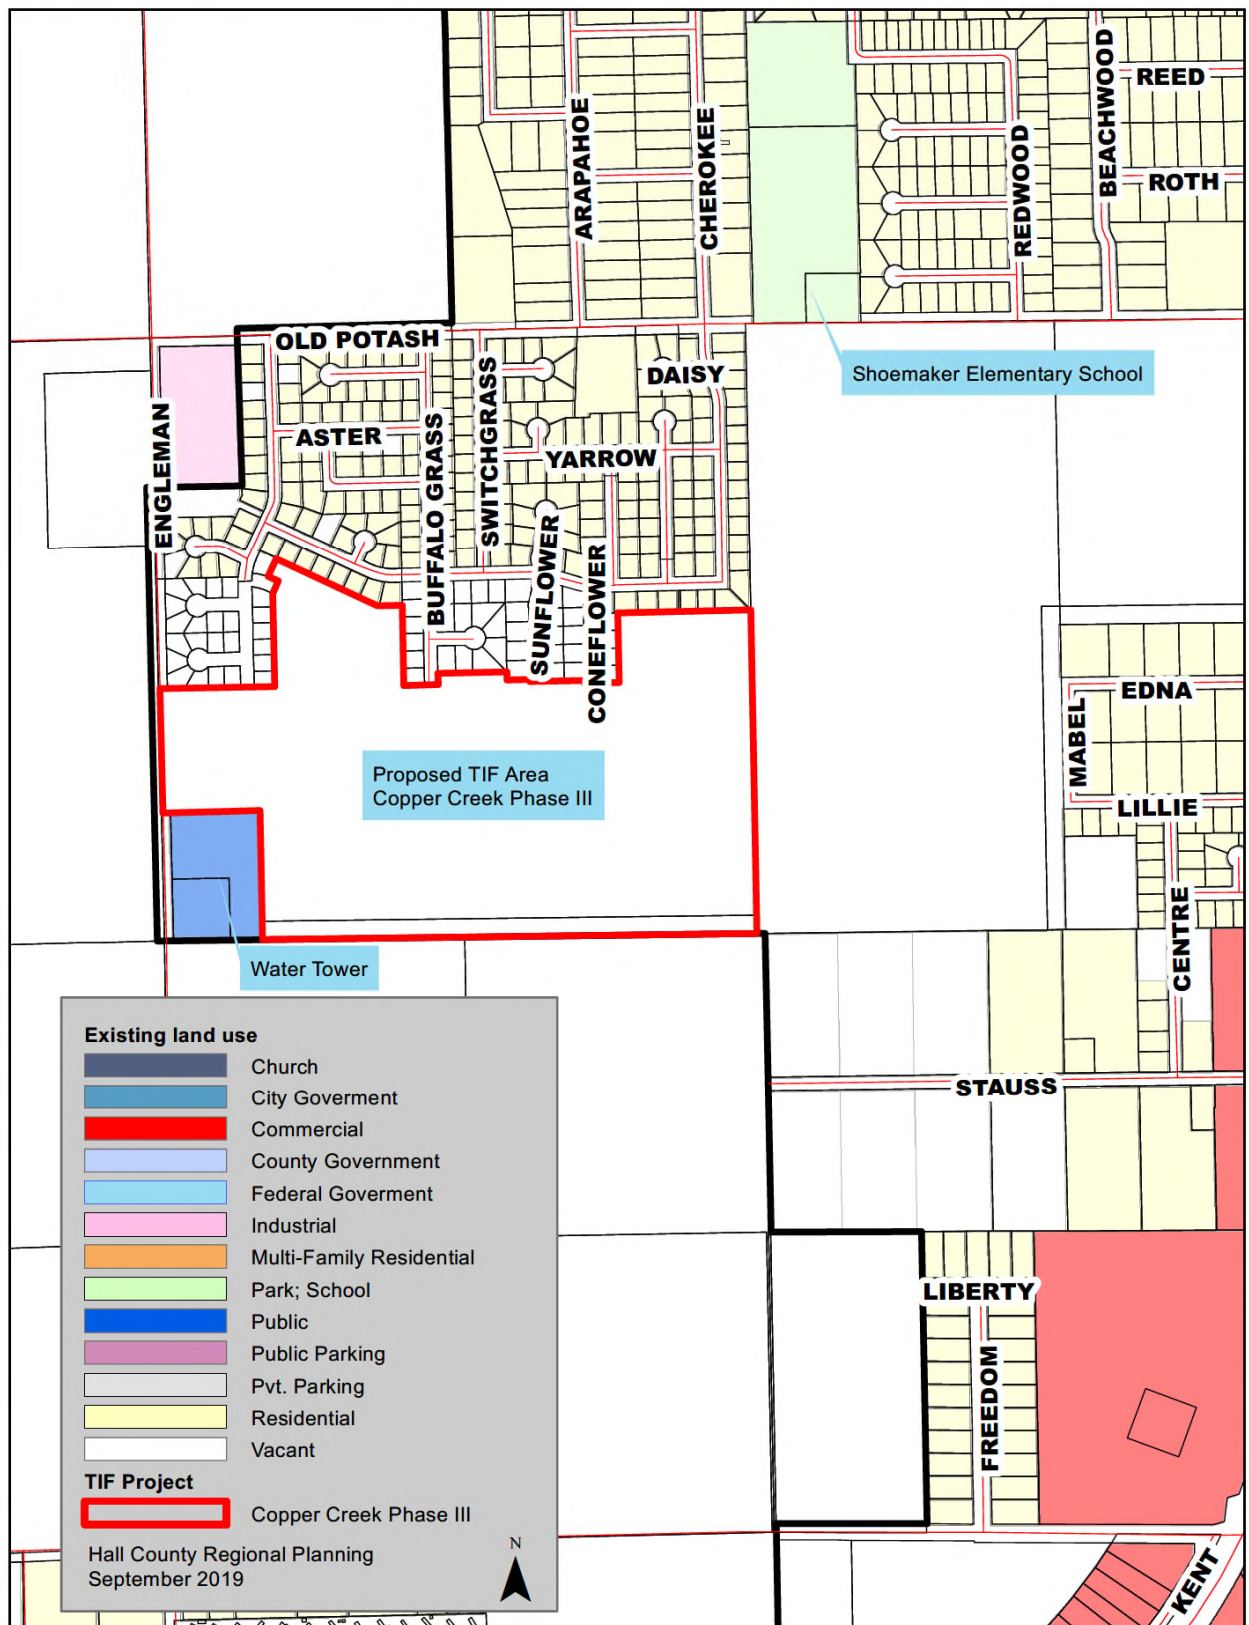 REED
BEACHWOOD
ARAPAHOE
CHEROKEE
REDWOOD
ROTH
OLD POTASH
DAISY
Shoemaker Elementary School
SWITCHGRASS
ENGLEMAN
ASTER
BUFFALO GRASS
YARROW
SUNFLOWER
CONEFLOWER
EDNA
MABEL
LILLIE
Proposed TIF Area
Copper Creek Phase III
CENTRE
Water Tower
STAUSS
Existing land use
Church
City Goverment
Commercial
County Government
Federal Goverment
Industrial
Multi-Family Residential
Park; School
Public
Public Parking
Pvt. Parking
Residential
Vacant
TIF Project
Copper Creek Phase III
Hall County Regional Planning
September 2019
N
LIBERTY
FREEDOM
KENT